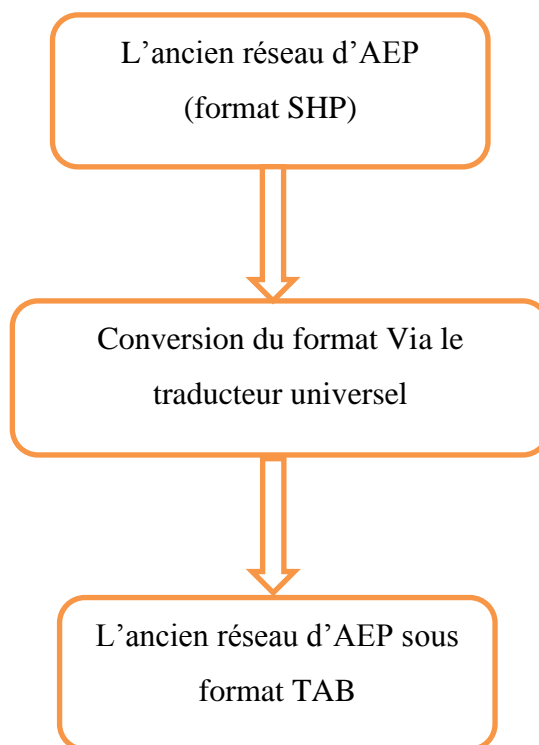 L’ancien réseau d’AEP
(format SHP)
Conversion du format Via le
traducteur universel
L’ancien réseau d’AEP sous
format TAB